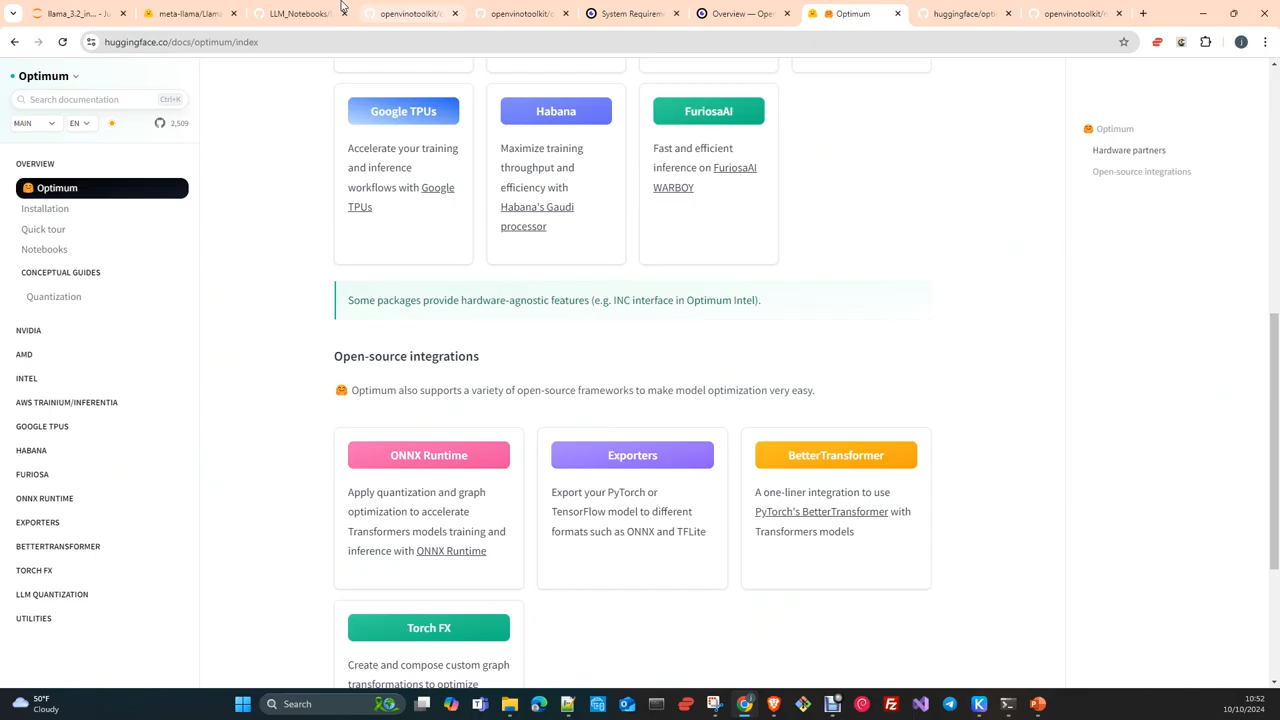 llama_3.2_in... - Ju
meta-llama/Llama
LLM_Notebooks/
openvinotoolkit/c
openvinotoolkit/c
System Requirem
Overview — Open
Optimum
huggingface/opti
openvinotoolkit/r
huggingface.co/docs/optimum/index
Optimum
Search documentation Ctrl+K
MAIN EN 2,509
OVERVIEW
Optimum
Installation
Quick tour
Notebooks
CONCEPTUAL GUIDES
Quantization
NVIDIA
AMD
INTEL
AWS TRAINIUM/INFERENTIA
GOOGLE TPUS
HABANA
FURIOSA
ONNX RUNTIME
EXPORTERS
BETTERTRANSFORMER
TORCH FX
LLM QUANTIZATION
UTILITIES
Google TPUs
Accelerate your training
and inference
workflows with Google
TPUs
Habana
Maximize training
throughput and
efficiency with
Habana's Gaudi
processor
FuriosaAI
Fast and efficient
inference on FuriosaAI
WARBOY
Some packages provide hardware-agnostic features (e.g. INC interface in Optimum Intel).
Open-source integrations
Optimum also supports a variety of open-source frameworks to make model optimization very easy.
ONNX Runtime
Apply quantization and graph
optimization to accelerate
Transformers models training and
inference with ONNX Runtime
Exporters
Export your PyTorch or
TensorFlow model to different
formats such as ONNX and TFLite
BetterTransformer
A one-liner integration to use
PyTorch's BetterTransformer with
Transformers models
Torch FX
Create and compose custom graph
transformations to optimize
Optimum
Hardware partners
Open-source integrations
50°F
Cloudy
Search
10:52
10/10/2024